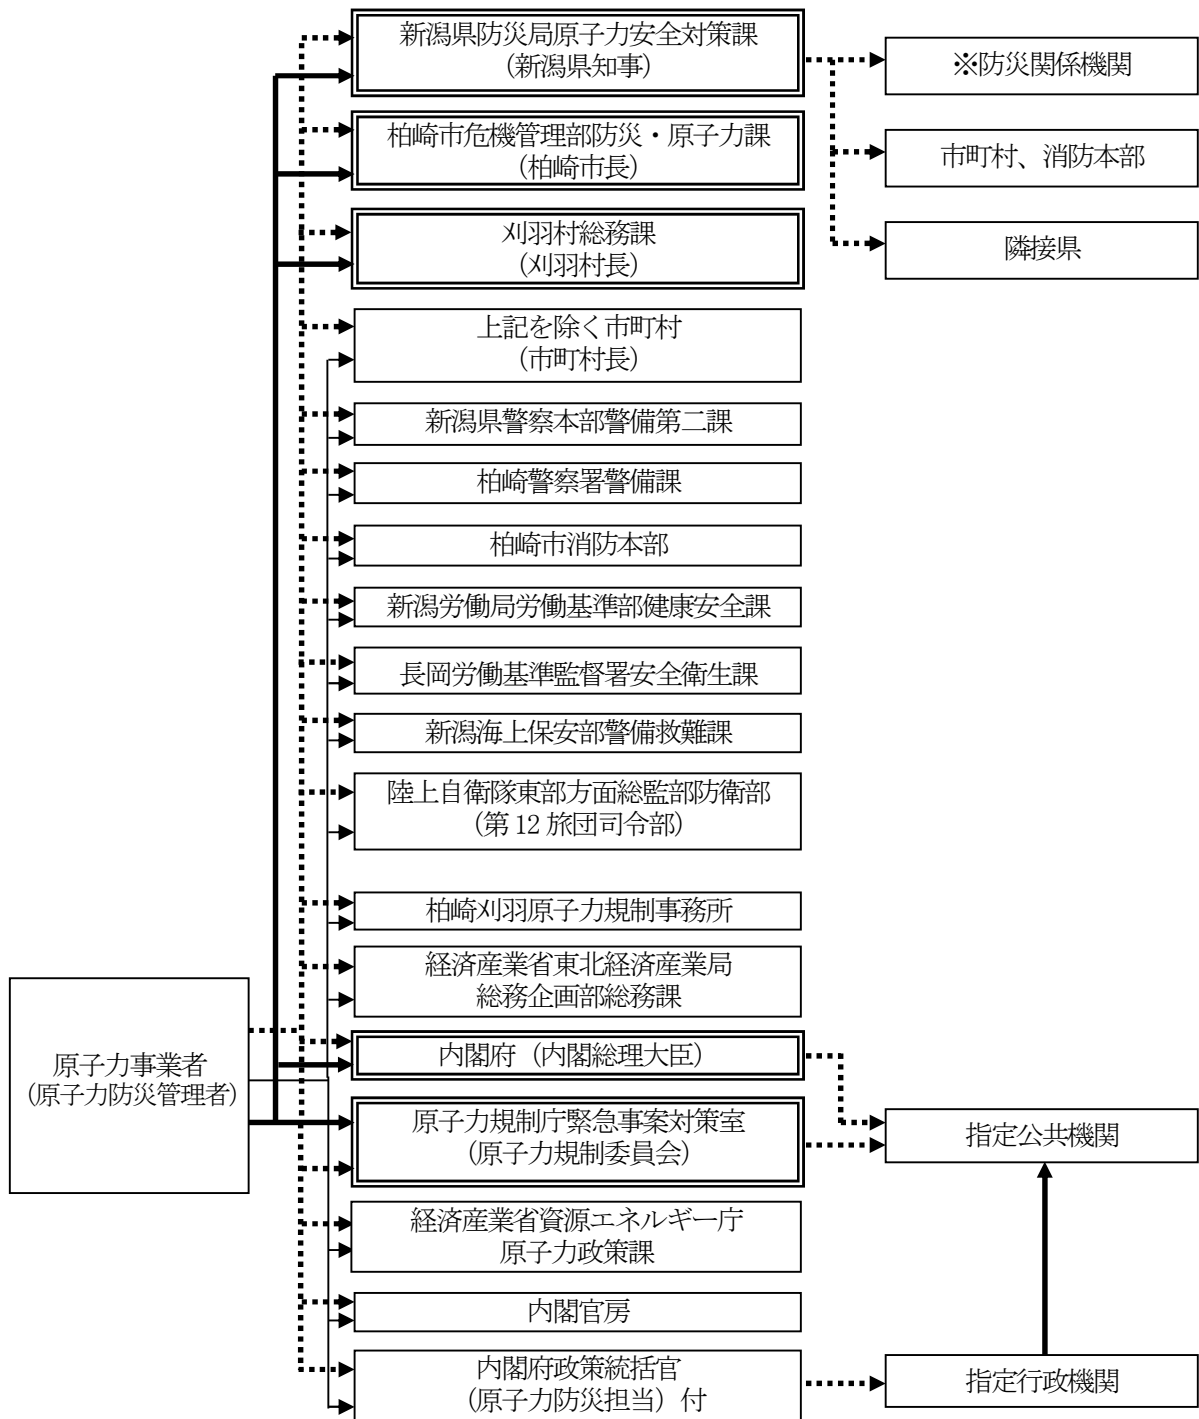 新潟県防災局原子力安全対策課
（新潟県知事）
※防災関係機関
柏崎市危機管理部防災・原子力課
（柏崎市長）
市町村、消防本部
刈羽村総務課
（刈羽村長）
隣接県
上記を除く市町村
（市町村長）
新潟県警察本部警備第二課
柏崎警察署警備課
柏崎市消防本部
新潟労働局労働基準部健康安全課
長岡労働基準監督署安全衛生課
新潟海上保安部警備救難課
陸上自衛隊東部方面総監部防衛部
（第 12 旅団司令部）
柏崎刈羽原子力規制事務所
経済産業省東北経済産業局
総務企画部総務課
原子力事業者
（原子力防災管理者）
内閣府（内閣総理大臣）
原子力規制庁緊急事案対策室
（原子力規制委員会）
指定公共機関
経済産業省資源エネルギー庁
原子力政策課
内閣官房
内閣府政策統括官
（原子力防災担当）付
指定行政機関